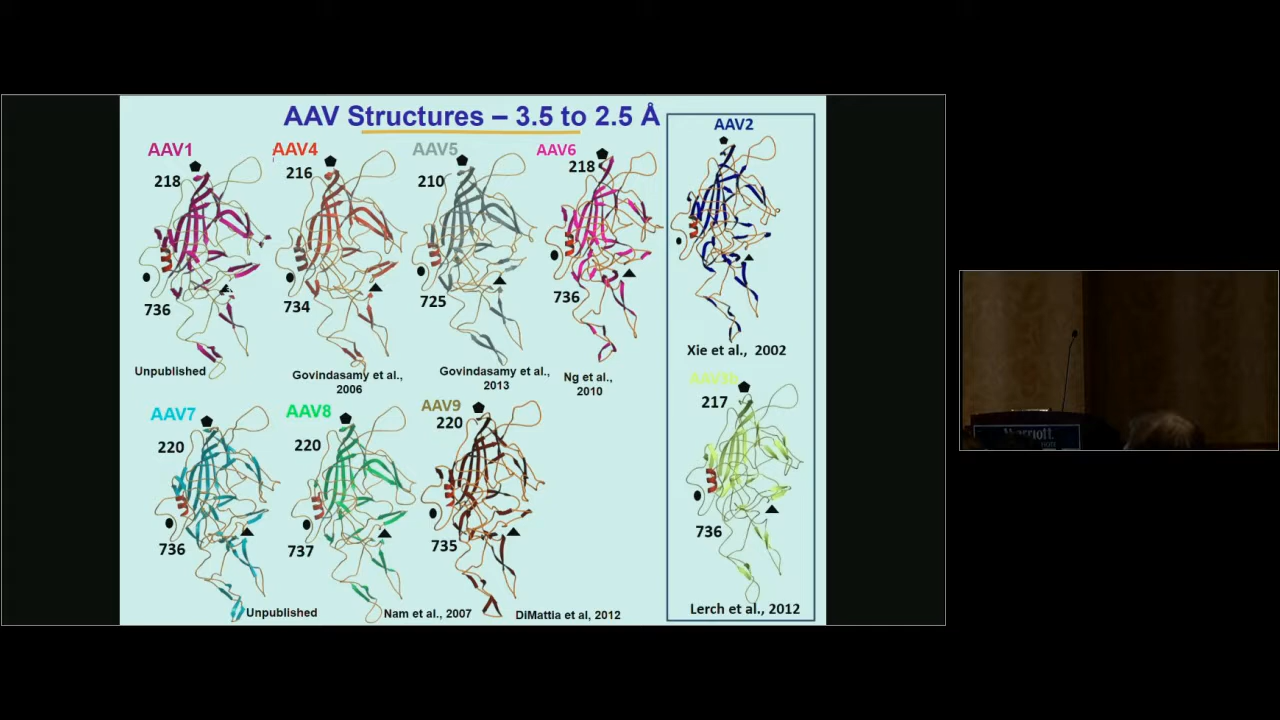 AAV Structures – 3.5 to 2.5 Å
AAV1
218
736
Unpublished
AAV4
216
734
Govindasamy et al.,
2006
AAV5
210
725
Govindasamy et al.,
2013
AAV6
218
736
Ng et al.,
2010
AAV2
Xie et al., 2002
AAV7
220
736
Unpublished
AAV8
220
737
Nam et al., 2007
AAV9
220
735
DiMattia et al, 2012
AAV3b
217
736
Lerch et al., 2012
Marriott